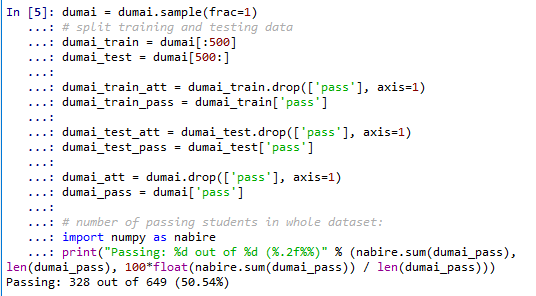 In [5]: dumai = dumai.sample(frac=1)
...: # split training and testing data
...: dumai_train = dumai[:500]
...: dumai_test = dumai[500:]
...:
...: dumai_train_att = dumai_train.drop(['pass'], axis=1)
...: dumai_train_pass = dumai_train['pass']
...:
...: dumai_test_att = dumai_test.drop(['pass'], axis=1)
...: dumai_test_pass = dumai_test['pass']
...:
...: dumai_att = dumai.drop(['pass'], axis=1)
...: dumai_pass = dumai['pass']
...:
...: # number of passing students in whole dataset:
...: import numpy as nabire
...: print("Passing: %d out of %d (%.2f%%)" % (nabire.sum(dumai_pass),
len(dumai_pass), 100*float(nabire.sum(dumai_pass)) / len(dumai_pass)))
Passing: 328 out of 649 (50.54%)